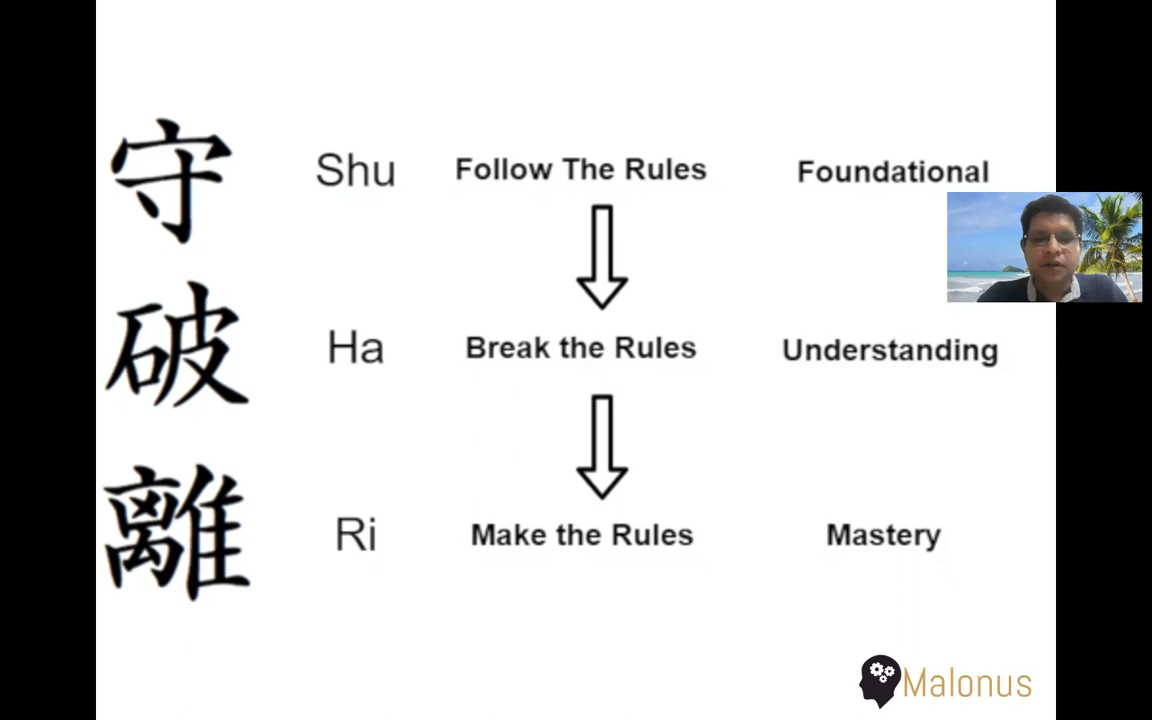 守 Shu Follow The Rules Foundational
破 Ha Break the Rules Understanding
離 Ri Make the Rules Mastery
Malonus